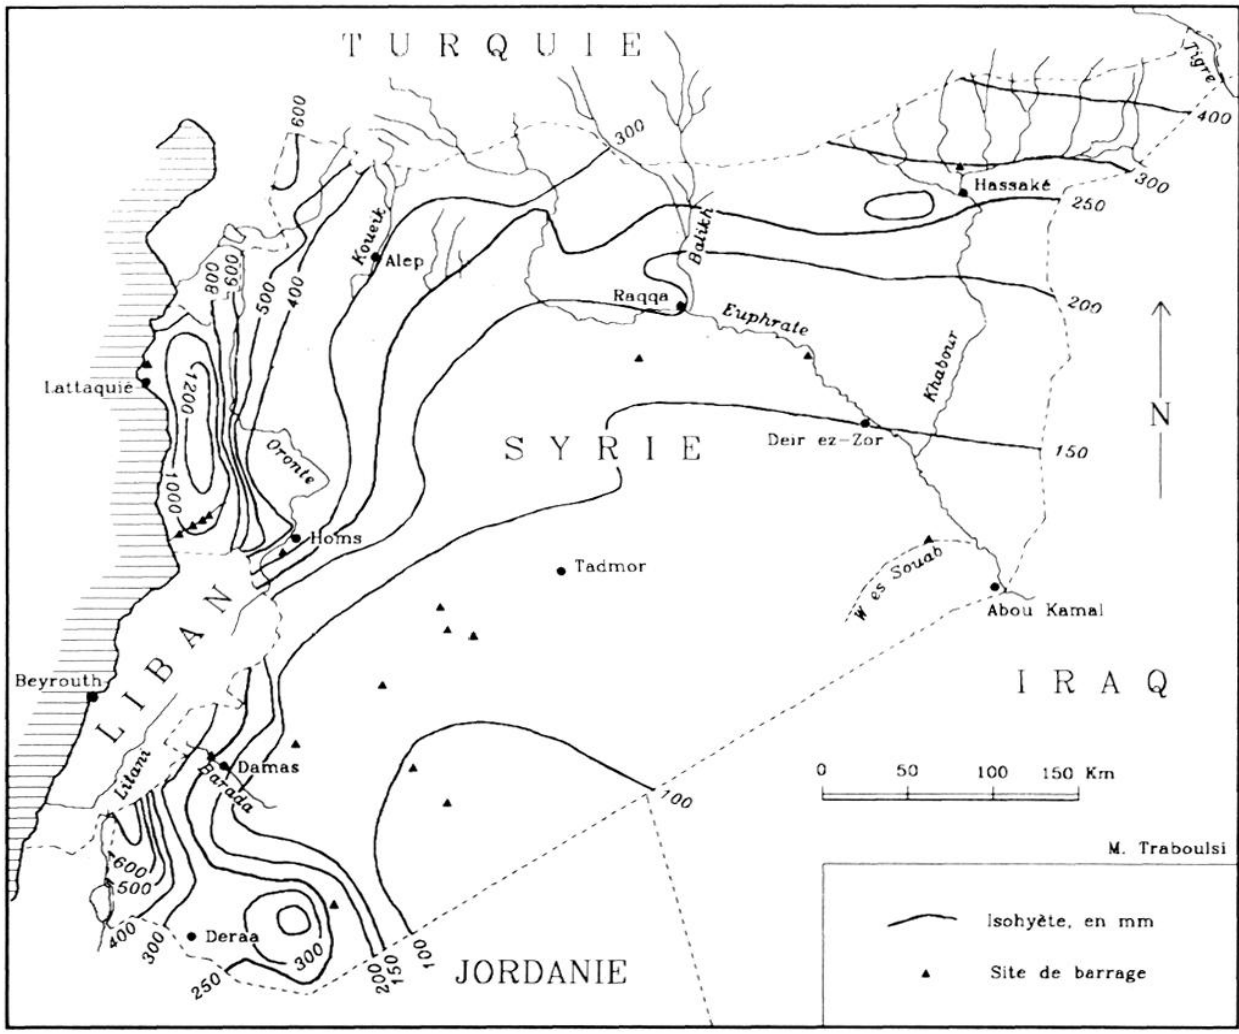 TURQUIE
Tigre
600
300
400
Hassaké
300
250
Koueik
Alep
Balikh
800
600
500
400
Raqqa
Euphrate
200
Khabour
N
Lattaquié
1200
SYRIE
Deir ez-Zor
150
Oronte
1000
Homs
Tadmor
W es Souab
Abou Kamal
LIBAN
Beyrouth
IRAQ
Litani
Barada
Damas
100
0 50 100 150 Km
M. Traboulsi
600
500
400
300
Deraa
250
300
200
150
100
JORDANIE
Isohyète, en mm
Site de barrage